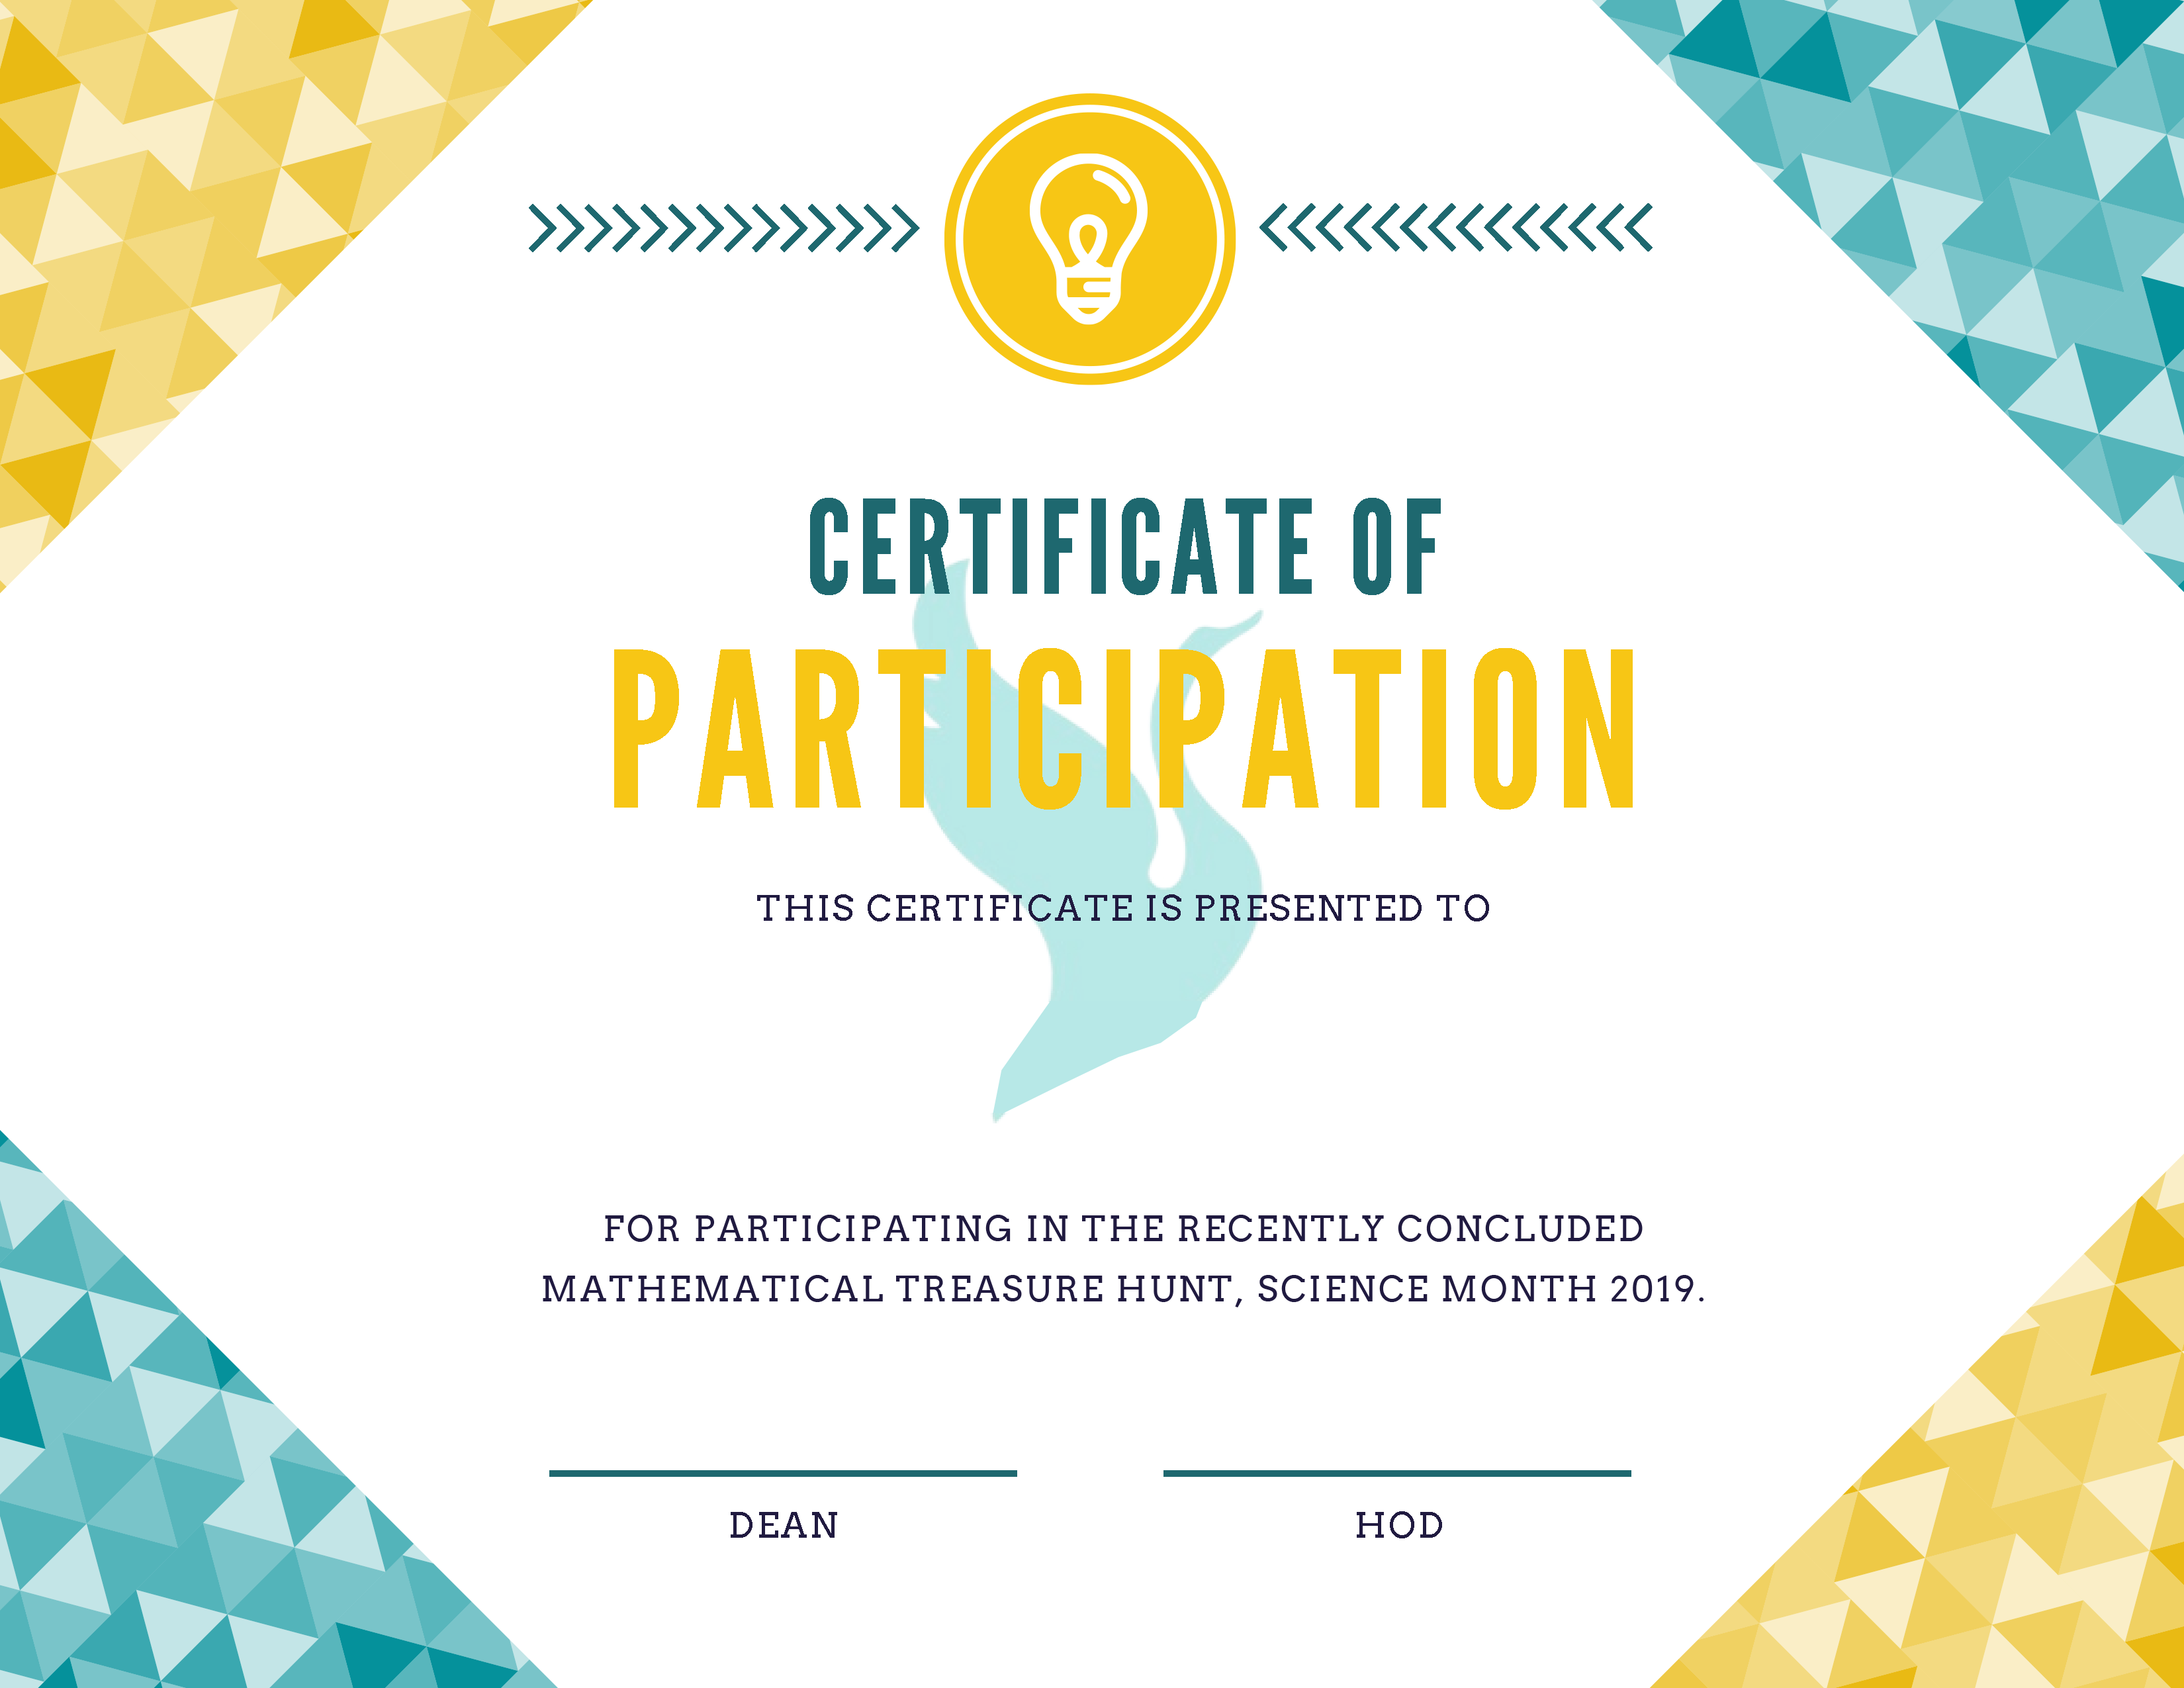 CERTIFICATE OF
PARTICIPATION
THIS CERTIFICATE IS PRESENTED TO
FOR PARTICIPATING IN THE RECENTLY CONCLUDED
MATHEMATICAL TREASURE HUNT, SCIENCE MONTH 2019.
DEAN
HOD